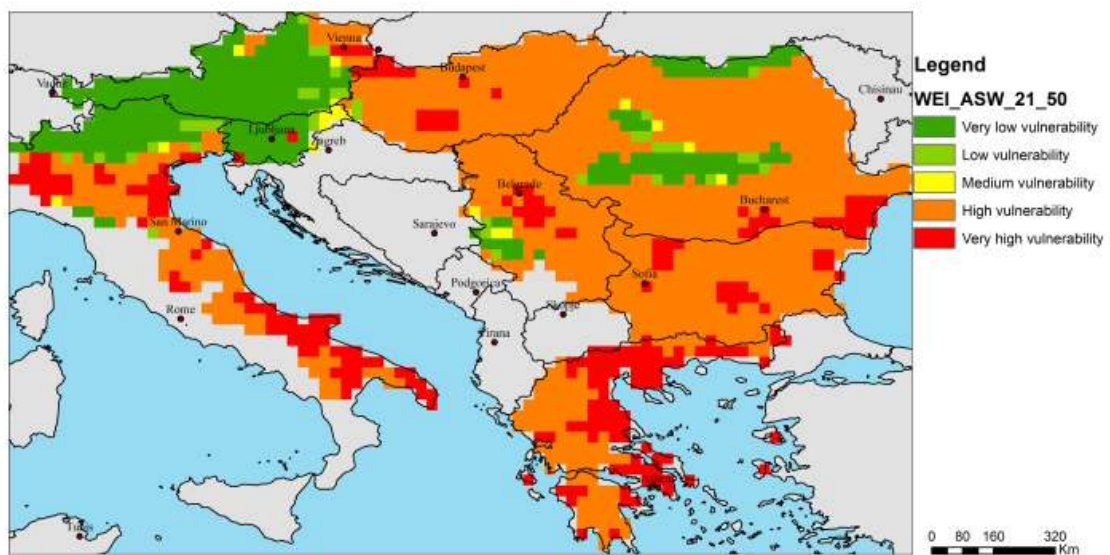 Vienna
Budapest
Chisinau
Ljubljana
Zagreb
Belgrade
Bucharest
San Marino
Sarajevo
Sofia
Podgorica
Rome
Tirana
Tunis
Legend
WEI_ASW_21_50
Very low vulnerability
Low vulnerability
Medium vulnerability
High vulnerability
Very high vulnerability
0 80 160 320
Km